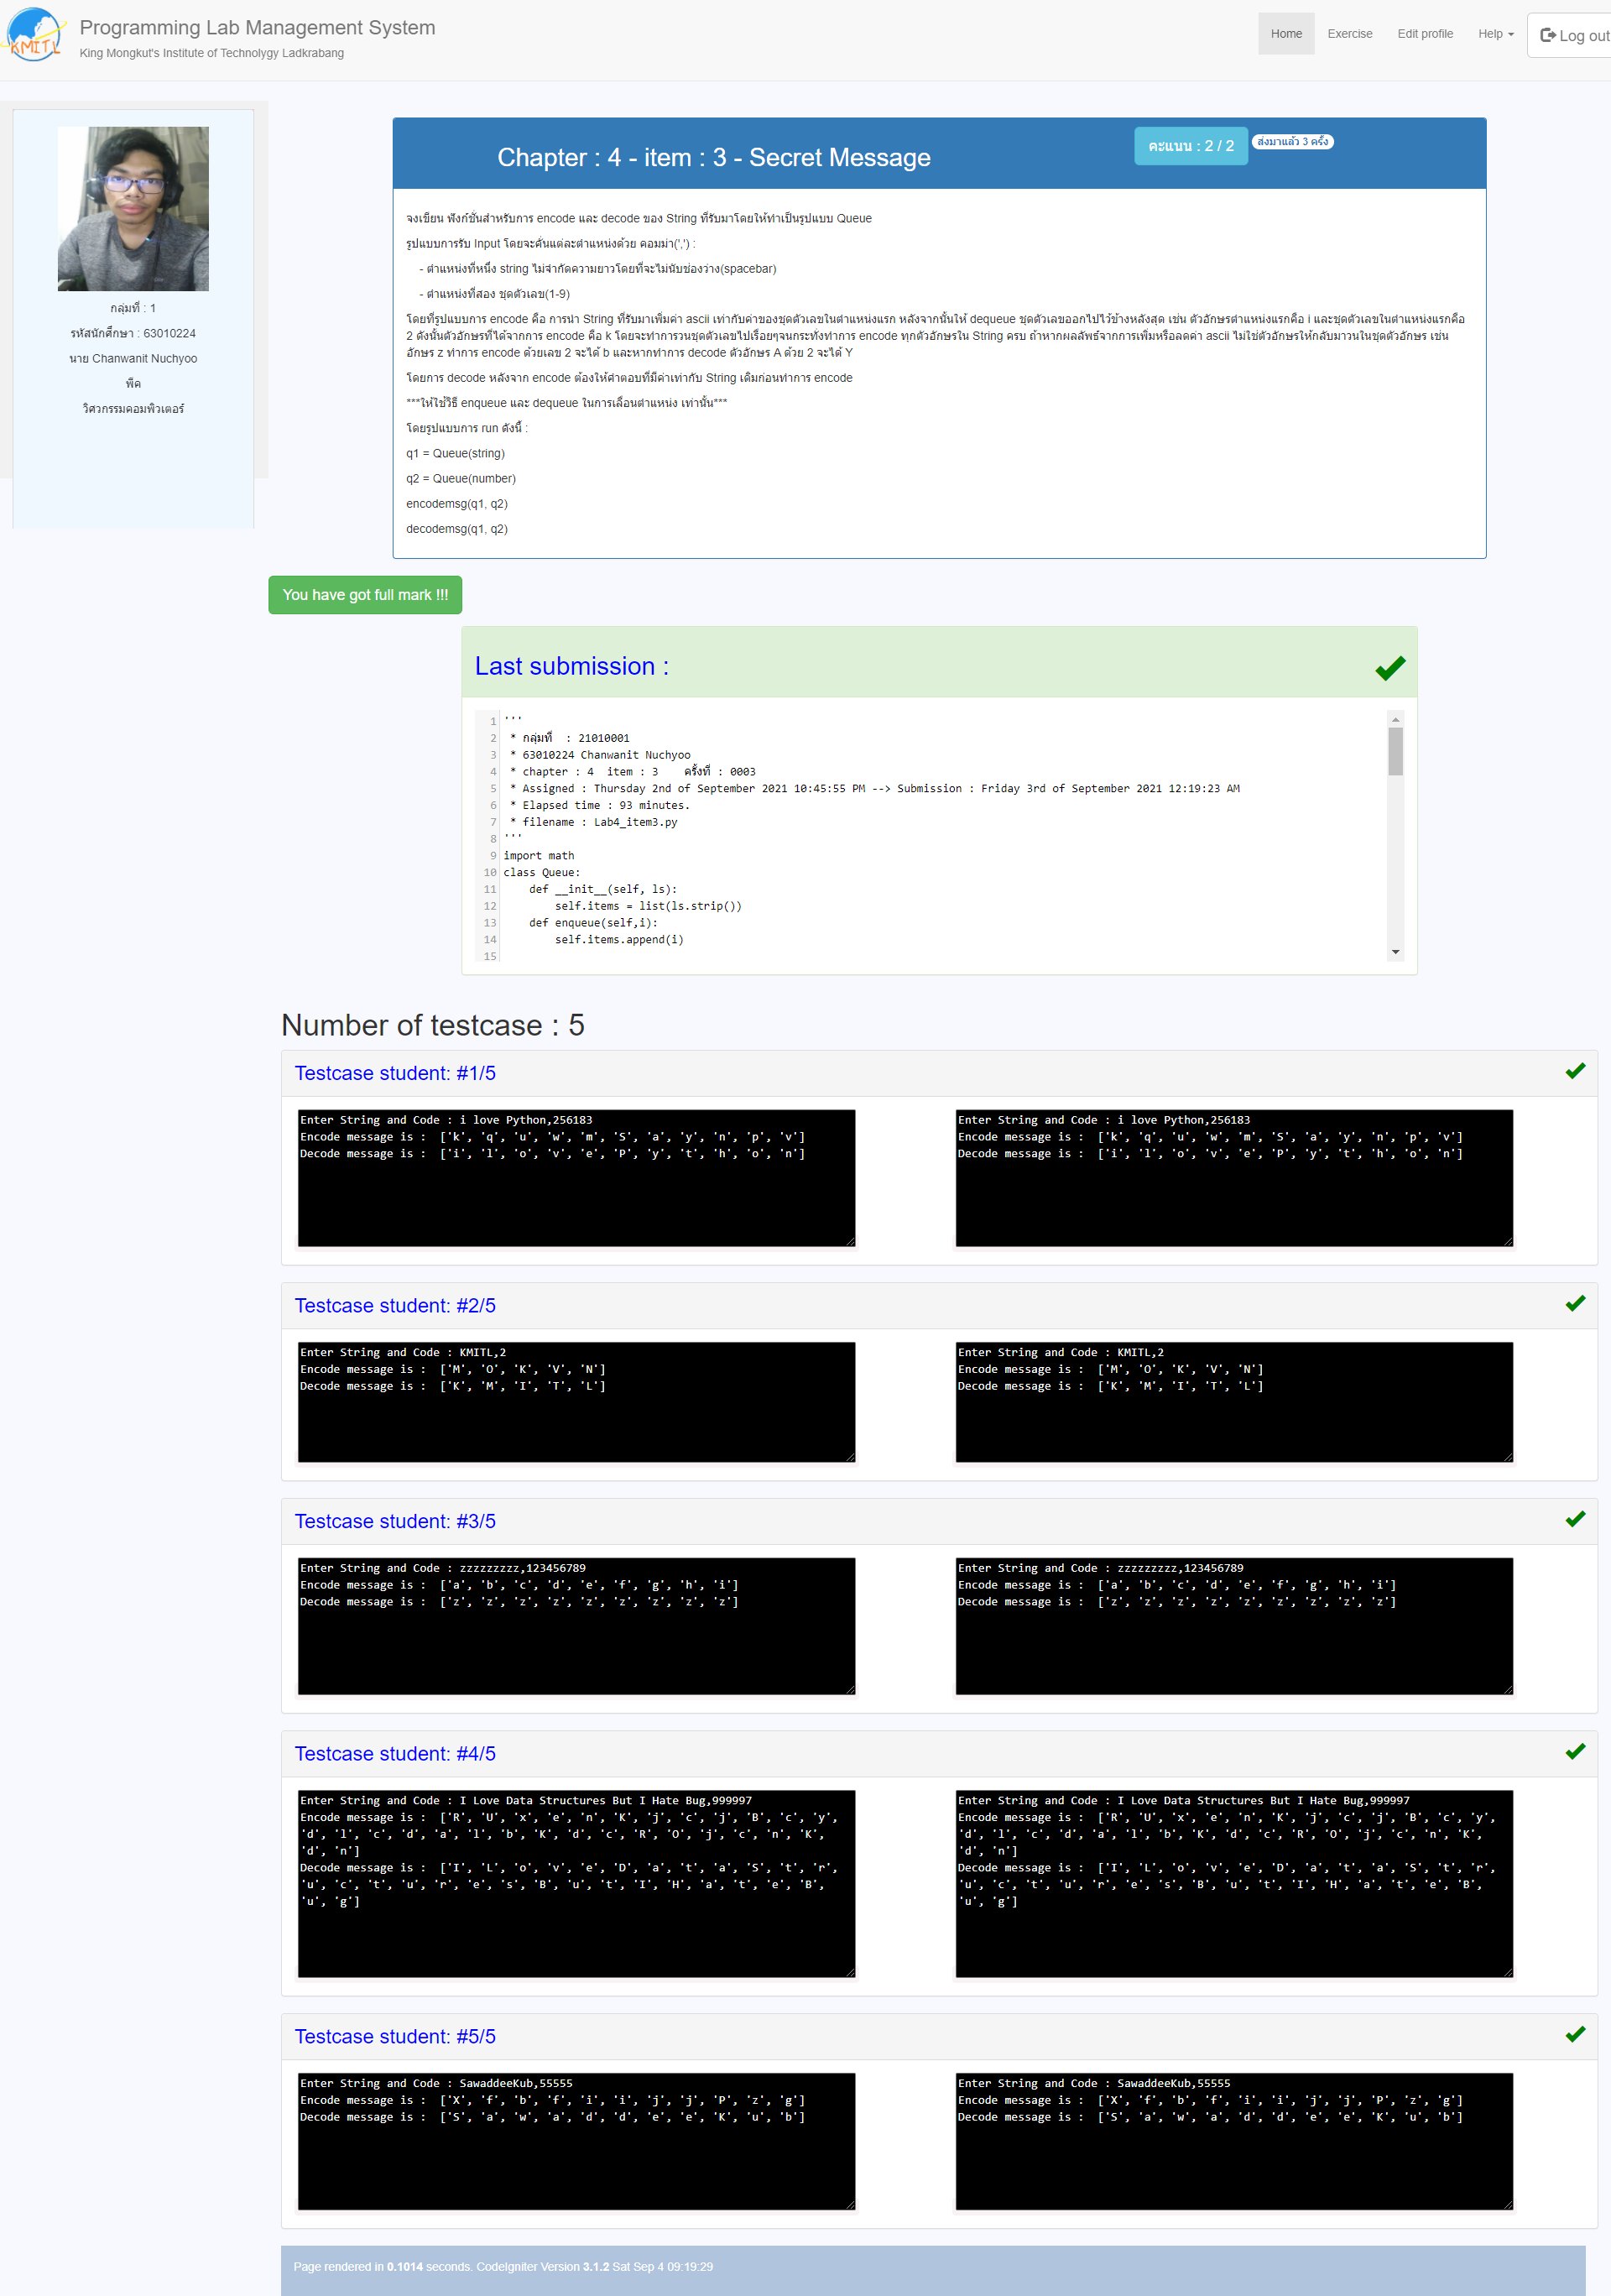 KMITL
Programming Lab Management System
King Mongkut's Institute of Technolygy Ladkrabang
Home
Exercise
Edit profile
Help
Log out
กลุ่มที่ : 1
รหัสนักศึกษา : 63010224
นาย Chanwanit Nuchyoo
พีค
วิศวกรรมคอมพิวเตอร์
Chapter : 4 - item : 3 - Secret Message
คะแนน : 2 / 2
ส่งมาแล้ว 3 ครั้ง
จงเขียน ฟังก์ชั่นสำหรับการ encode และ decode ของ String ที่รับมาโดยให้ทำเป็นรูปแบบ Queue
รูปแบบการรับ Input โดยจะคั่นแต่ละตำแหน่งด้วย คอมม่า(',') :
- ตำแหน่งที่หนึ่ง string ไม่จำกัดความยาวโดยที่จะไม่นับช่องว่าง(spacebar)
- ตำแหน่งที่สอง ชุดตัวเลข(1-9)
โดยที่รูปแบบการ encode คือ การนำ String ที่รับมาเพิ่มค่า ascii เท่ากับค่าของชุดตัวเลขในตำแหน่งแรก หลังจากนั้นให้ dequeue ชุดตัวเลขออกไปไว้ข้างหลังสุด เช่น ตัวอักษรตำแหน่งแรกคือ i และชุดตัวเลขในตำแหน่งแรกคือ
2 ดังนั้นตัวอักษรที่ได้จากการ encode คือ k โดยจะทำการวนชุดตัวเลขไปเรื่อยๆจนกระทั่งทำการ encode ทุกตัวอักษรใน String ครบ ถ้าหากผลลัพธ์จากการเพิ่มหรือลดค่า ascii ไม่ใช่ตัวอักษรให้กลับมาวนในชุดตัวอักษร เช่น
อักษร z ทำการ encode ด้วยเลข 2 จะได้ b และหากทำการ decode ตัวอักษร A ด้วย 2 จะได้ Y
โดยการ decode หลังจาก encode ต้องให้คำตอบที่มีค่าเท่ากับ String เดิมก่อนทำการ encode
***ให้ใช้วิธี enqueue และ dequeue ในการเลื่อนตำแหน่ง เท่านั้น***
โดยรูปแบบการ run ดังนี้ :
q1 = Queue(string)
q2 = Queue(number)
encodemsg(q1, q2)
decodemsg(q1, q2)
You have got full mark !!!
Last submission :
1 '''
2 * กลุ่มที่ : 21010001
3 * 63010224 Chanwanit Nuchyoo
4 * chapter : 4 item : 3 ครั้งที่ : 0003
5 * Assigned : Thursday 2nd of September 2021 10:45:55 PM --> Submission : Friday 3rd of September 2021 12:19:23 AM
6 * Elapsed time : 93 minutes.
7 * filename : Lab4_item3.py
8 '''
9 import math
10 class Queue:
11 def __init__(self, ls):
12 self.items = list(ls.strip())
13 def enqueue(self,i):
14 self.items.append(i)
15
Number of testcase : 5
Testcase student: #1/5
Enter String and Code : i love Python,256183
Encode message is : ['k', 'q', 'u', 'w', 'm', 'S', 'a', 'y', 'n', 'p', 'v']
Decode message is : ['i', 'l', 'o', 'v', 'e', 'P', 'y', 't', 'h', 'o', 'n']
Enter String and Code : i love Python,256183
Encode message is : ['k', 'q', 'u', 'w', 'm', 'S', 'a', 'y', 'n', 'p', 'v']
Decode message is : ['i', 'l', 'o', 'v', 'e', 'P', 'y', 't', 'h', 'o', 'n']
Testcase student: #2/5
Enter String and Code : KMITL,2
Encode message is : ['M', 'O', 'K', 'V', 'N']
Decode message is : ['K', 'M', 'I', 'T', 'L']
Enter String and Code : KMITL,2
Encode message is : ['M', 'O', 'K', 'V', 'N']
Decode message is : ['K', 'M', 'I', 'T', 'L']
Testcase student: #3/5
Enter String and Code : zzzzzzzzz,123456789
Encode message is : ['a', 'b', 'c', 'd', 'e', 'f', 'g', 'h', 'i']
Decode message is : ['z', 'z', 'z', 'z', 'z', 'z', 'z', 'z', 'z']
Enter String and Code : zzzzzzzzz,123456789
Encode message is : ['a', 'b', 'c', 'd', 'e', 'f', 'g', 'h', 'i']
Decode message is : ['z', 'z', 'z', 'z', 'z', 'z', 'z', 'z', 'z']
Testcase student: #4/5
Enter String and Code : I Love Data Structures But I Hate Bug,999997
Encode message is : ['R', 'U', 'x', 'e', 'n', 'K', 'j', 'c', 'j', 'B', 'c', 'y',
'd', 'l', 'c', 'd', 'a', 'l', 'b', 'K', 'd', 'c', 'R', 'O', 'j', 'c', 'n', 'K',
'd', 'n']
Decode message is : ['I', 'L', 'o', 'v', 'e', 'D', 'a', 't', 'a', 'S', 't', 'r',
'u', 'c', 't', 'u', 'r', 'e', 's', 'B', 'u', 't', 'I', 'H', 'a', 't', 'e', 'B',
'u', 'g']
Enter String and Code : I Love Data Structures But I Hate Bug,999997
Encode message is : ['R', 'U', 'x', 'e', 'n', 'K', 'j', 'c', 'j', 'B', 'c', 'y',
'd', 'l', 'c', 'd', 'a', 'l', 'b', 'K', 'd', 'c', 'R', 'O', 'j', 'c', 'n', 'K',
'd', 'n']
Decode message is : ['I', 'L', 'o', 'v', 'e', 'D', 'a', 't', 'a', 'S', 't', 'r',
'u', 'c', 't', 'u', 'r', 'e', 's', 'B', 'u', 't', 'I', 'H', 'a', 't', 'e', 'B',
'u', 'g']
Testcase student: #5/5
Enter String and Code : SawaddeeKub,55555
Encode message is : ['X', 'f', 'b', 'f', 'i', 'i', 'j', 'j', 'P', 'z', 'g']
Decode message is : ['S', 'a', 'w', 'a', 'd', 'd', 'e', 'e', 'K', 'u', 'b']
Enter String and Code : SawaddeeKub,55555
Encode message is : ['X', 'f', 'b', 'f', 'i', 'i', 'j', 'j', 'P', 'z', 'g']
Decode message is : ['S', 'a', 'w', 'a', 'd', 'd', 'e', 'e', 'K', 'u', 'b']
Page rendered in 0.1014 seconds. CodeIgniter Version 3.1.2 Sat Sep 4 09:19:29